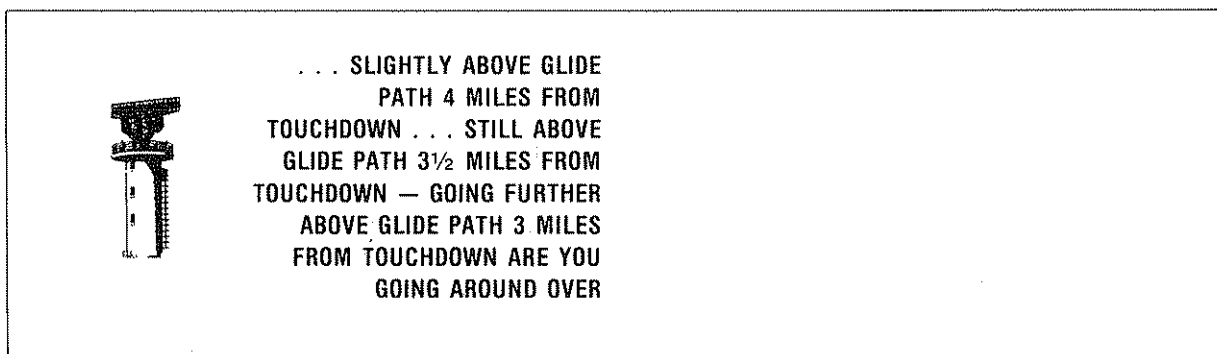 . . . SLIGHTLY ABOVE GLIDE
PATH 4 MILES FROM
TOUCHDOWN . . . STILL ABOVE
GLIDE PATH 3½ MILES FROM
TOUCHDOWN — GOING FURTHER
ABOVE GLIDE PATH 3 MILES
FROM TOUCHDOWN ARE YOU
GOING AROUND OVER